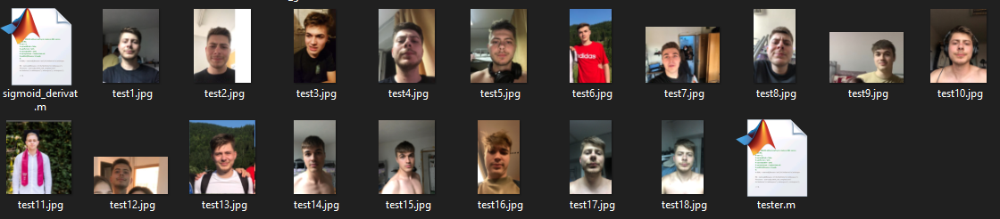 sigmoid_derivat
.m
test1.jpg
test2.jpg
test3.jpg
test4.jpg
test5.jpg
test6.jpg
test7.jpg
test8.jpg
test9.jpg
test10.jpg
adidas
test11.jpg
test12.jpg
test13.jpg
test14.jpg
test15.jpg
test16.jpg
test17.jpg
test18.jpg
tester.m